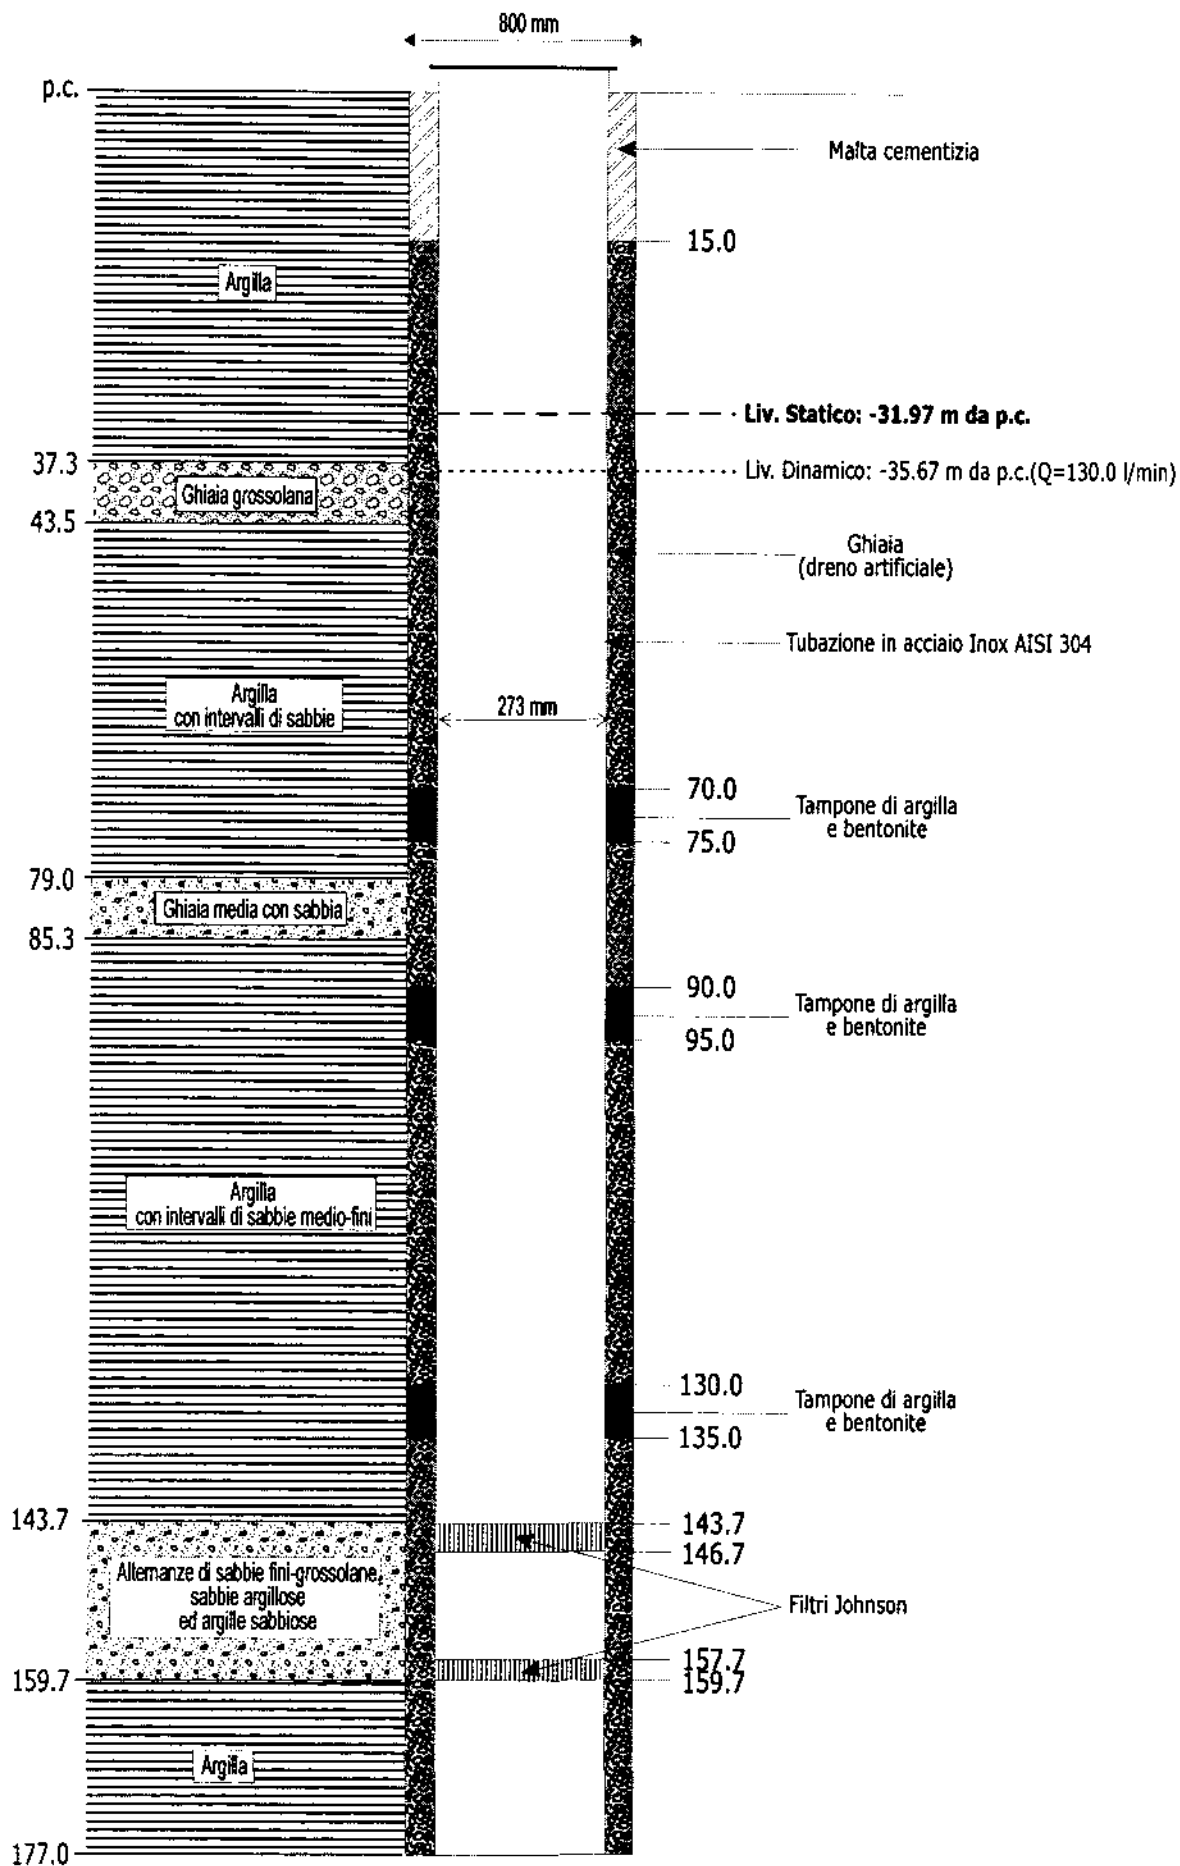 800 mm
p.c.
Malta cementizia
15.0
Argilla
Liv. Statico: -31.97 m da p.c.
37.3
Liv. Dinamico: -35.67 m da p.c.(Q=130.0 l/min)
Ghiaia grossolana
43.5
Ghiaia
(dreno artificiale)
Tubazione in acciaio Inox AISI 304
Argilla
con intervalli di sabbie
273 mm
70.0
Tampone di argilla
e bentonite
75.0
79.0
Ghiaia media con sabbia
85.3
90.0
Tampone di argilla
e bentonite
95.0
Argilla
con intervalli di sabbie medio-fini
130.0
Tampone di argilla
e bentonite
135.0
143.7
143.7
146.7
Alternanze di sabbie fini-grossolane,
sabbie argillose
ed argille sabbiose
Filtri Johnson
157.7
159.7
159.7
Argilla
177.0